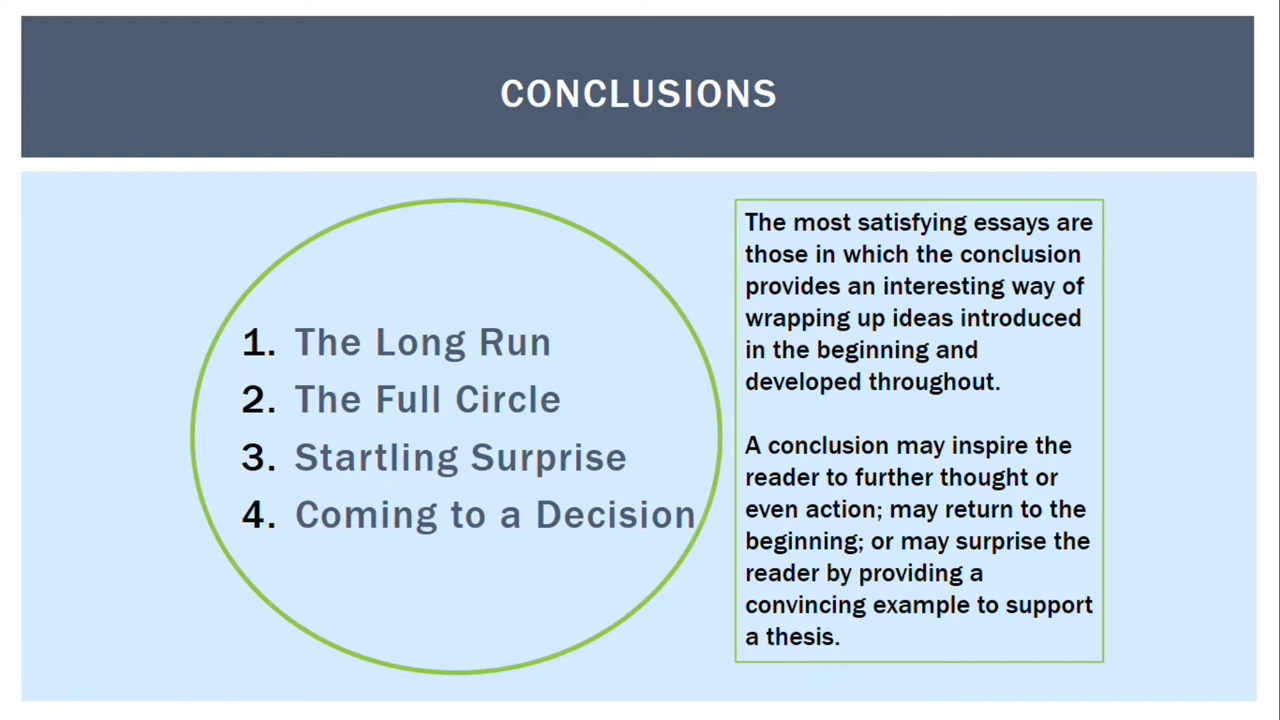 CONCLUSIONS
1. The Long Run
2. The Full Circle
3. Startling Surprise
4. Coming to a Decision
The most satisfying essays are
those in which the conclusion
provides an interesting way of
wrapping up ideas introduced
in the beginning and
developed throughout.
A conclusion may inspire the
reader to further thought or
even action; may return to the
beginning; or may surprise the
reader by providing a
convincing example to support
a thesis.